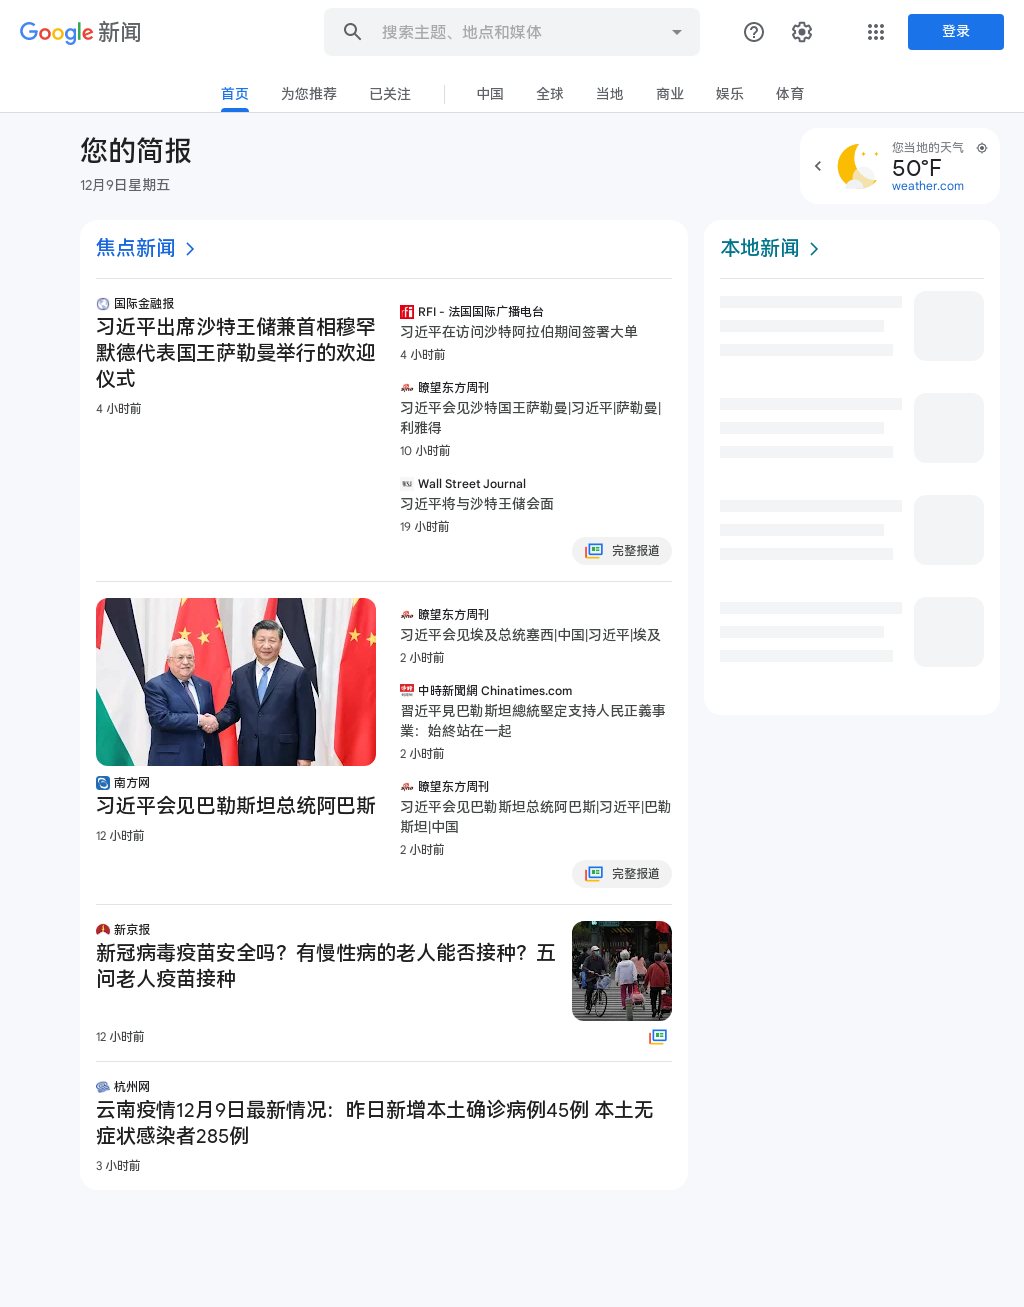 Google 新闻
搜索主题、地点和媒体
登录
首页 为您推荐 已关注 中国 全球 当地 商业 娱乐 体育
您的简报
12月9日星期五
您当地的天气
50°F
weather.com
焦点新闻
国际金融报
习近平出席沙特王储兼首相穆罕
默德代表国王萨勒曼举行的欢迎
仪式
4 小时前
RFI - 法国国际广播电台
习近平在访问沙特阿拉伯期间签署大单
4 小时前
瞭望东方周刊
习近平会见沙特国王萨勒曼|习近平|萨勒曼|
利雅得
10 小时前
Wall Street Journal
习近平将与沙特王储会面
19 小时前
完整报道
南方网
习近平会见巴勒斯坦总统阿巴斯
12 小时前
瞭望东方周刊
习近平会见埃及总统塞西|中国|习近平|埃及
2 小时前
中時新聞網 Chinatimes.com
習近平見巴勒斯坦總統堅定支持人民正義事
業：始終站在一起
2 小时前
瞭望东方周刊
习近平会见巴勒斯坦总统阿巴斯|习近平|巴勒
斯坦|中国
2 小时前
完整报道
新京报
新冠病毒疫苗安全吗？有慢性病的老人能否接种？五
问老人疫苗接种
12 小时前
杭州网
云南疫情12月9日最新情况：昨日新增本土确诊病例45例 本土无
症状感染者285例
3 小时前
本地新闻